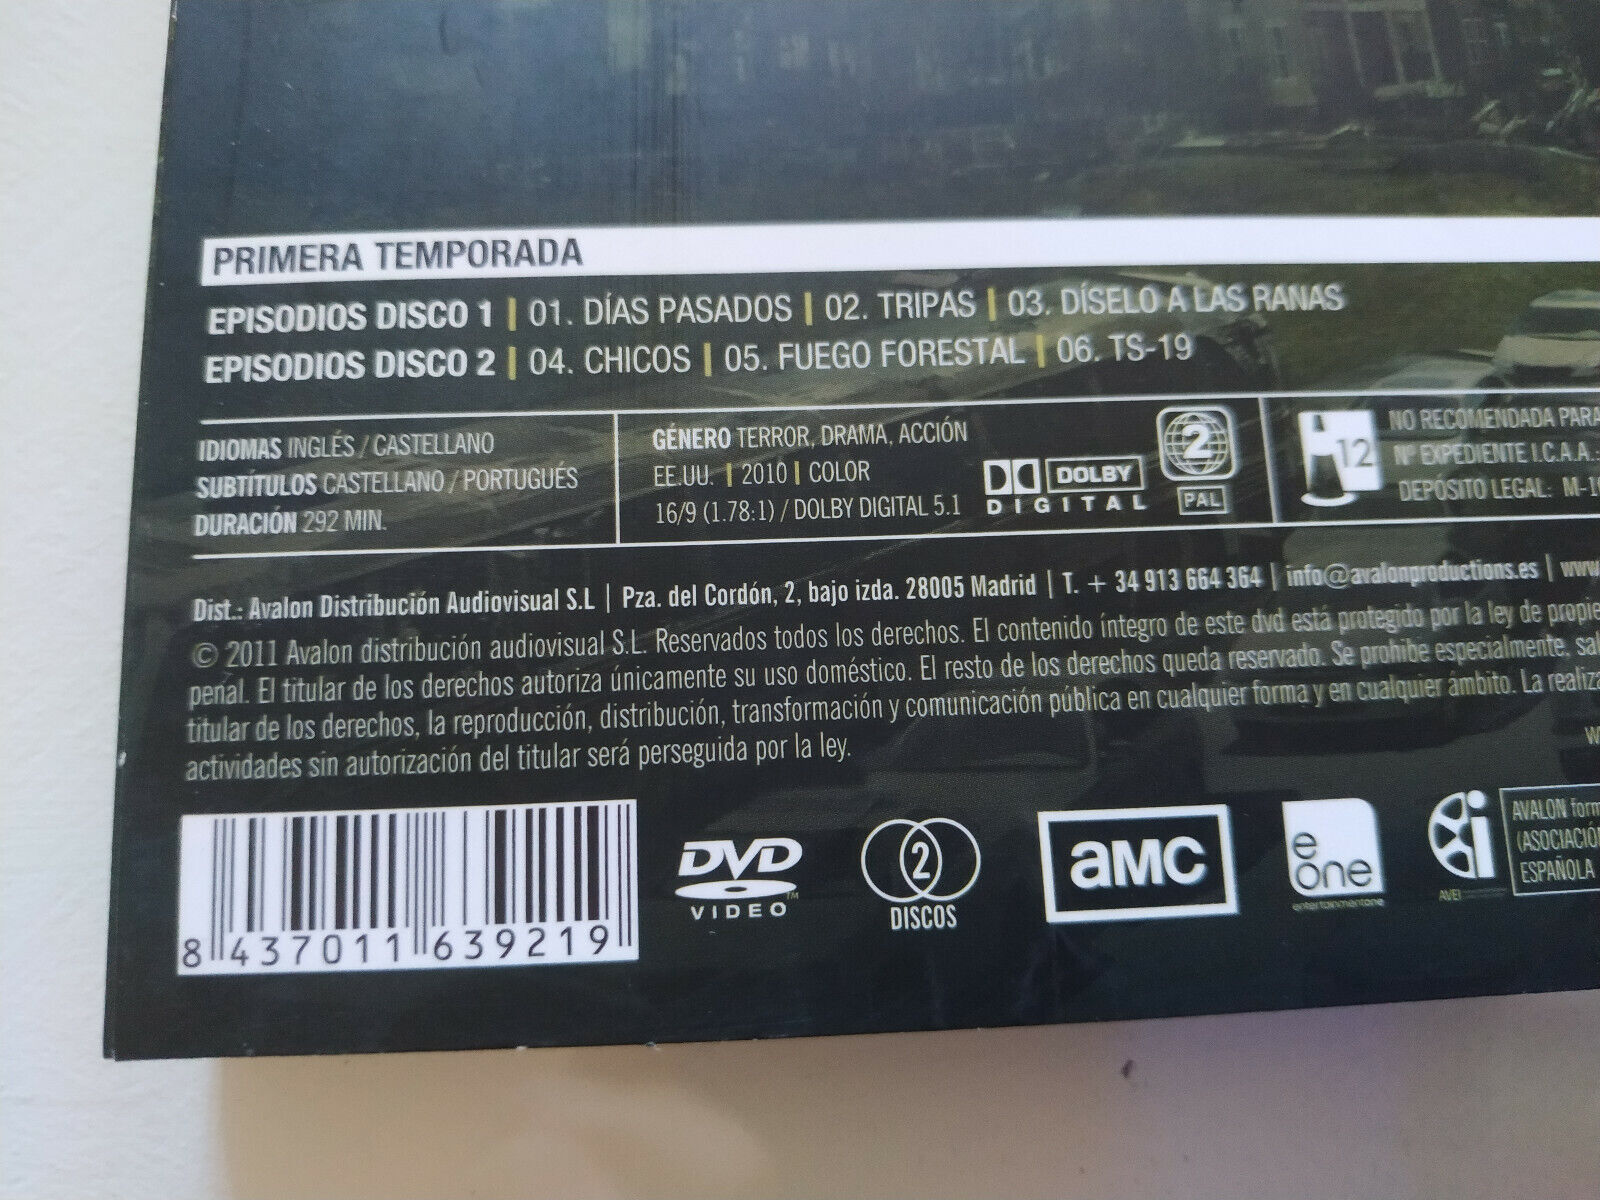 PRIMERA TEMPORADA
EPISODIOS DISCO 1 | 01. DÍAS PASADOS | 02. TRIPAS | 03. DÍSELO A LAS RANAS
EPISODIOS DISCO 2 | 04. CHICOS | 05. FUEGO FORESTAL | 06. TS-19
IDIOMAS INGLÉS / CASTELLANO
SUBTÍTULOS CASTELLANO / PORTUGUÉS
DURACIÓN 292 MIN.
GÉNERO TERROR, DRAMA, ACCIÓN
EE.UU. | 2010 | COLOR
16/9 (1.78:1) / DOLBY DIGITAL 5.1
DOLBY
DIGITAL
2
PAL
12
NO RECOMENDADA PARA
Nº EXPEDIENTE I.C.A.A.:
DEPÓSITO LEGAL: M-1
Dist.: Avalon Distribución Audiovisual S.L | Pza. del Cordón, 2, bajo izda. 28005 Madrid | T. + 34 913 664 364 | info@avalonproductions.es | www
© 2011 Avalon distribución audiovisual S.L. Reservados todos los derechos. El contenido íntegro de este dvd está protegido por la ley de propie
penal. El titular de los derechos autoriza únicamente su uso doméstico. El resto de los derechos queda reservado. Se prohibe especialmente, sal
titular de los derechos, la reproducción, distribución, transformación y comunicación pública en cualquier forma y en cualquier ámbito. La realiza
actividades sin autorización del titular será perseguida por la ley.
8 437011 639219
DVD
VIDEO
TM
2
DISCOS
aMC
e one
entertainmentone
AVEI
AVALON form
(ASOCIACIÓ
ESPAÑOLA